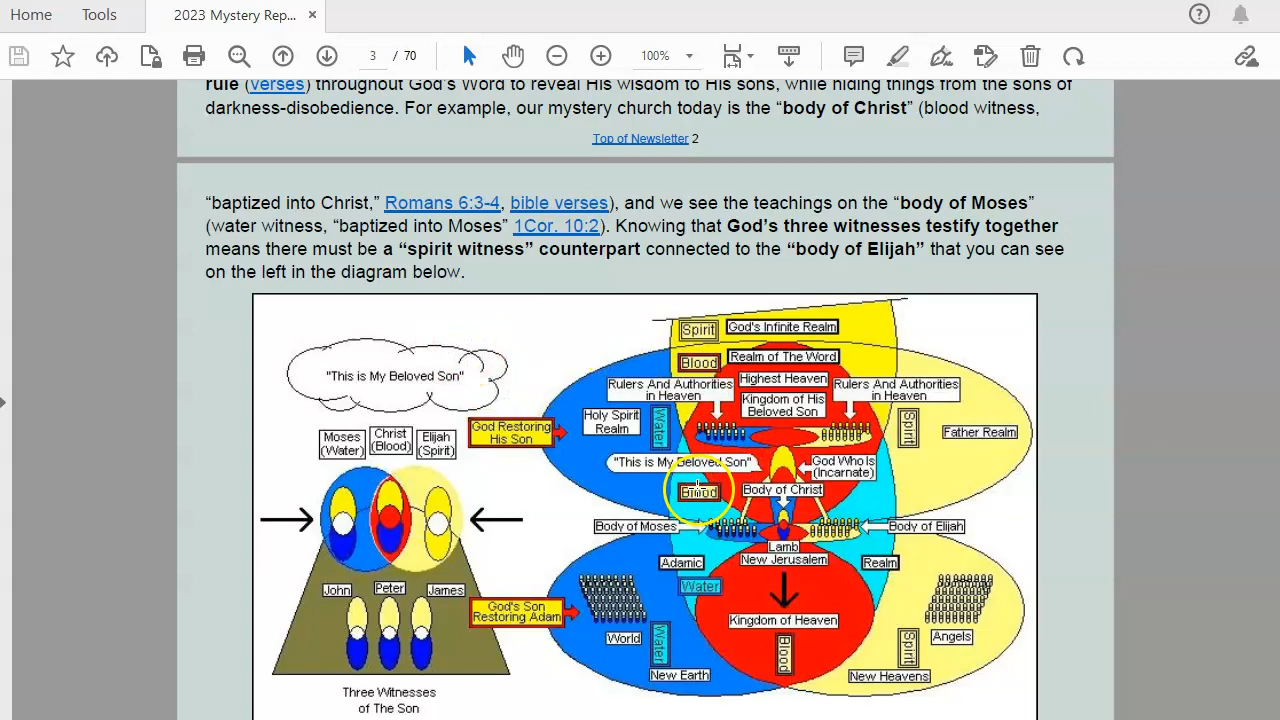 Home
Tools
2023 Mystery Rep... ×
3 / 70
100%
rule (verses) throughout God's Word to reveal His wisdom to His sons, while hiding things from the sons of
darkness-disobedience. For example, our mystery church today is the “body of Christ” (blood witness,
Top of Newsletter 2
“baptized into Christ,” Romans 6:3-4, bible verses), and we see the teachings on the “body of Moses”
(water witness, “baptized into Moses” 1Cor. 10:2). Knowing that God’s three witnesses testify together
means there must be a “spirit witness” counterpart connected to the “body of Elijah” that you can see
on the left in the diagram below.
"This is My Beloved Son"
Moses
(Water)
Christ
(Blood)
Elijah
(Spirit)
John
Peter
James
Three Witnesses
of The Son
God Restoring
His Son
God's Son
Restoring Adam
Spirit
God's Infinite Realm
Blood
Realm of The Word
Highest Heaven
Rulers And Authorities
in Heaven
Kingdom of His
Beloved Son
Rulers And Authorities
in Heaven
Holy Spirit
Realm
Water
Spirit
Father Realm
"This is My Beloved Son"
God Who Is
(Incarnate)
Blood
Body of Christ
Body of Moses
Body of Elijah
Lamb
New Jerusalem
Adamic
Realm
Water
Kingdom of Heaven
World
Water
New Earth
Blood
Spirit
Angels
New Heavens